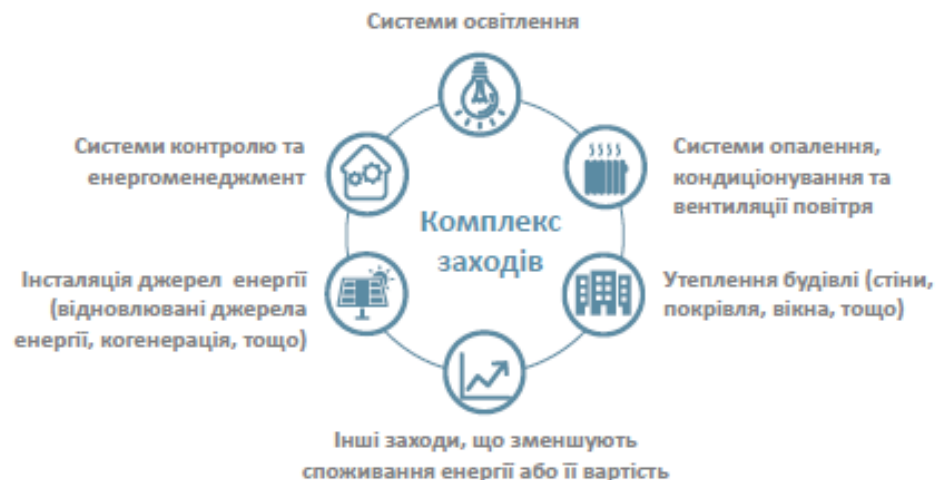 Системи освітлення
Системи контролю та
енергоменеджмент
Системи опалення,
кондиціонування та
вентиляції повітря
Комплекс
заходів
Інсталяція джерел енергії
(відновлювані джерела
енергії, когенерація, тощо)
Утеплення будівлі (стіни,
покрівля, вікна, тощо)
Інші заходи, що зменшують
споживання енергії або її вартість